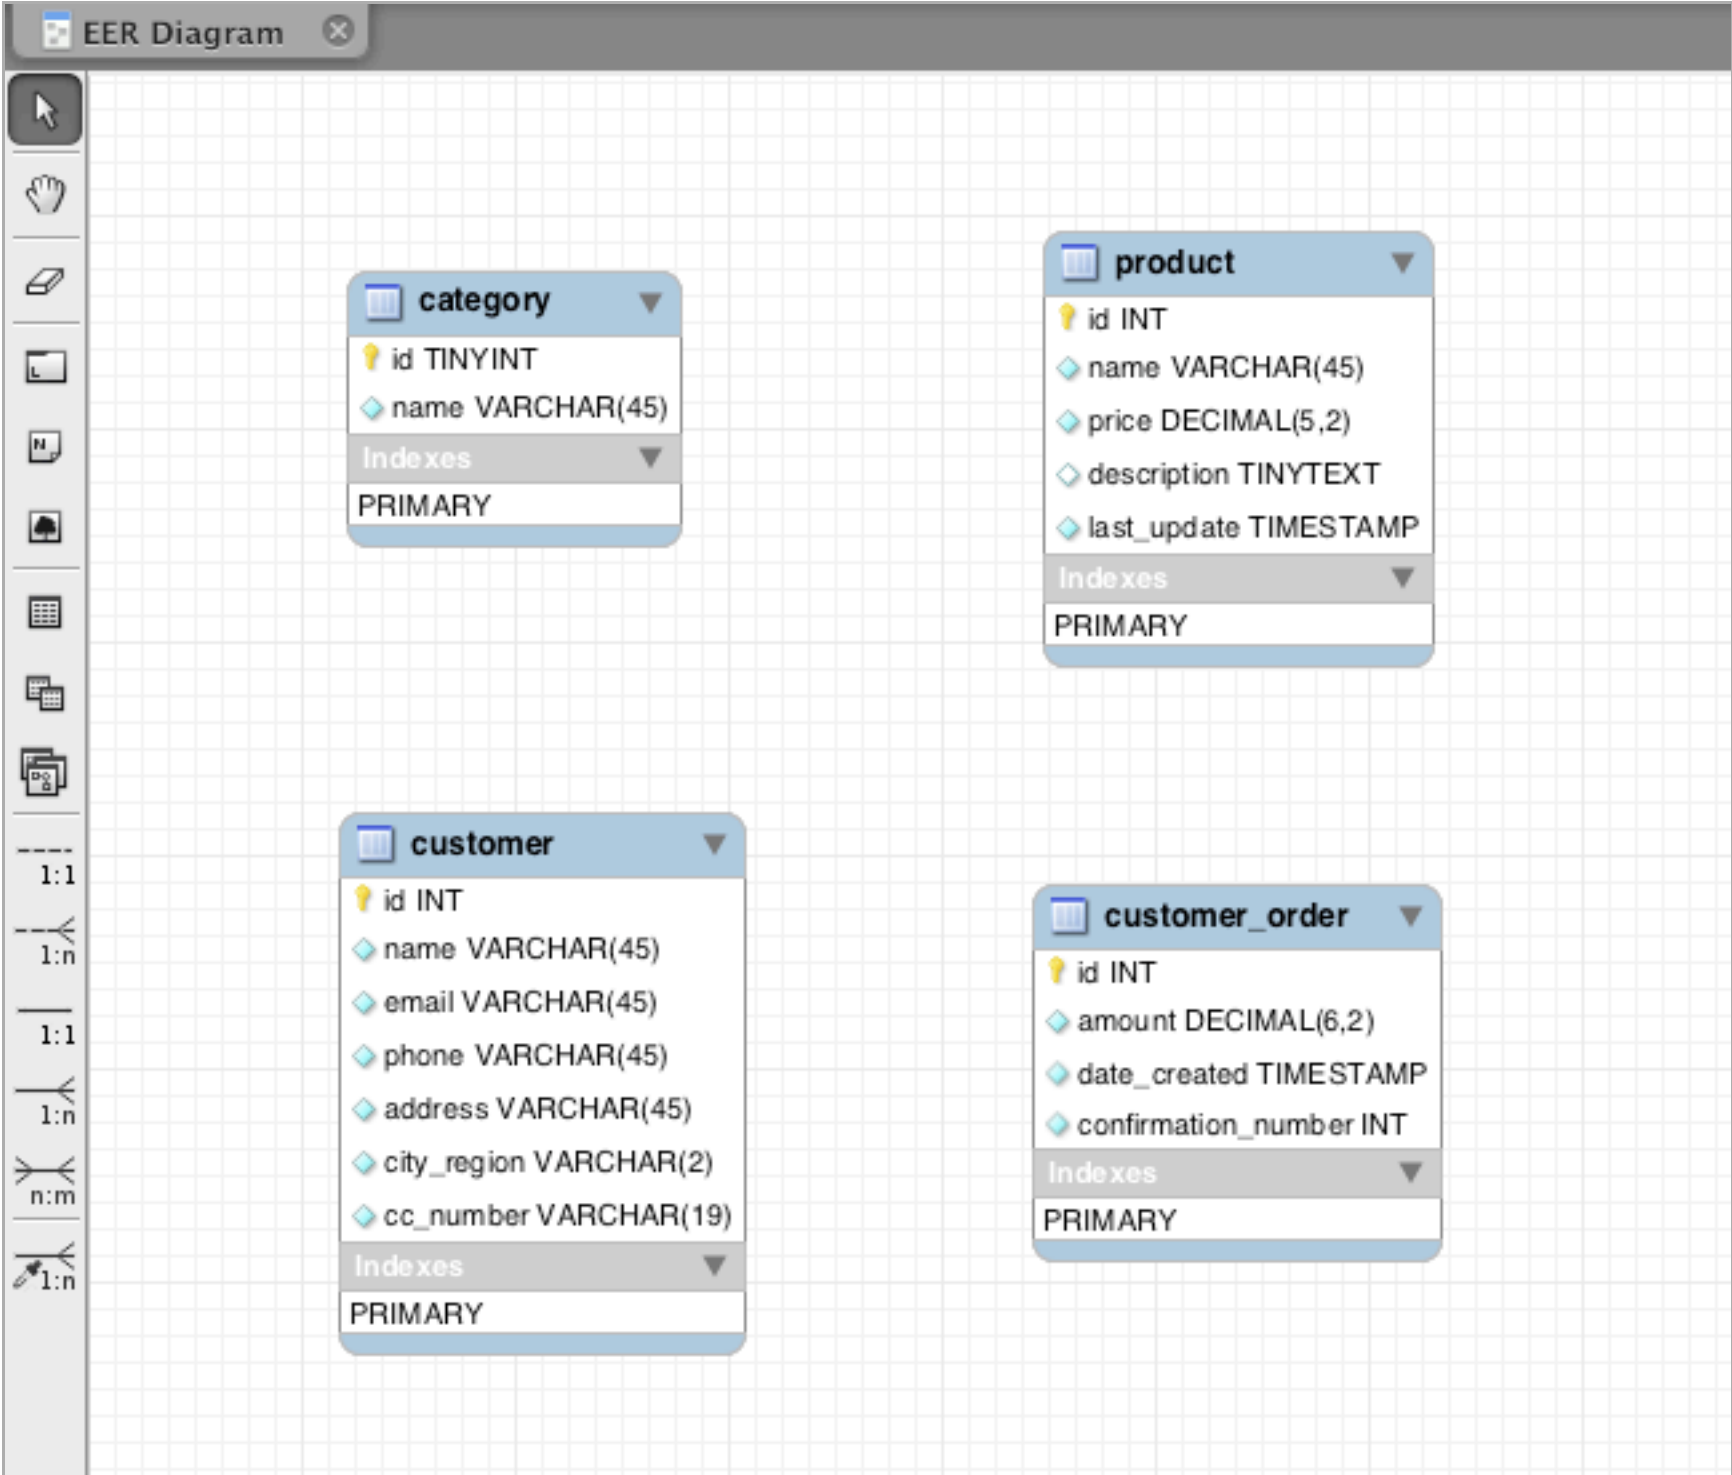 EER Diagram
category
id TINYINT
name VARCHAR(45)
Indexes
PRIMARY
product
id INT
name VARCHAR(45)
price DECIMAL(5,2)
description TINYTEXT
last_update TIMESTAMP
Indexes
PRIMARY
customer
id INT
name VARCHAR(45)
email VARCHAR(45)
phone VARCHAR(45)
address VARCHAR(45)
city_region VARCHAR(2)
cc_number VARCHAR(19)
Indexes
PRIMARY
customer_order
id INT
amount DECIMAL(6,2)
date_created TIMESTAMP
confirmation_number INT
Indexes
PRIMARY
L
N
1:1
1:n
1:1
1:n
n:m
1:n